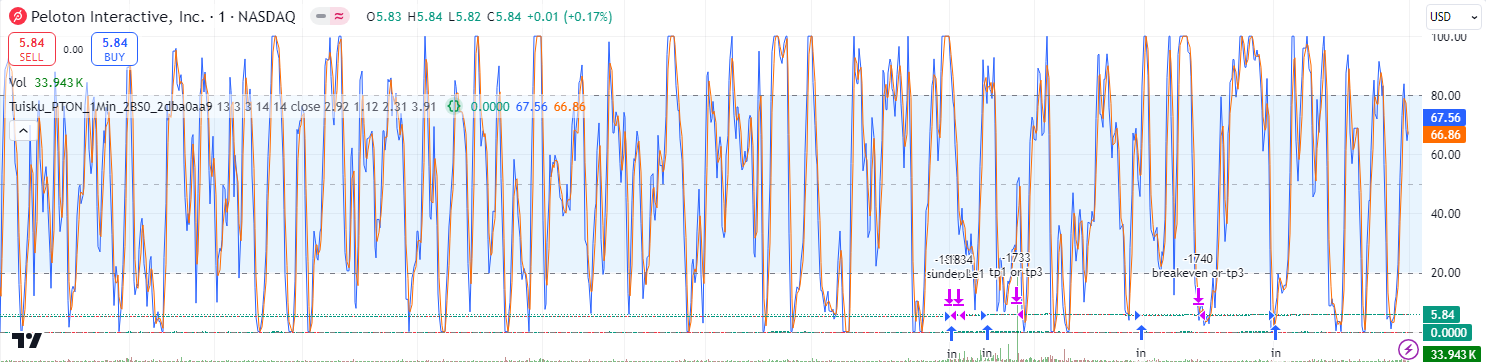 Peloton Interactive, Inc. · 1 · NASDAQ O5.83 H5.84 L5.82 C5.84 +0.01 (+0.17%)
USD
5.84 SELL
0.00
5.84 BUY
Vol 33.943 K
Tuisku_PTON_1Min_2BS0_2dba0aa9 13 3 3 14 14 close 2.92 1.12 2.31 3.91 {} 0.0000 67.56 66.86
100.00
80.00
67.56
66.86
60.00
40.00
20.00
5.84
0.0000
33.943 K
-1834
-1733
tp1 or tp3
-1740
breakeven or tp3
in
in
in
in